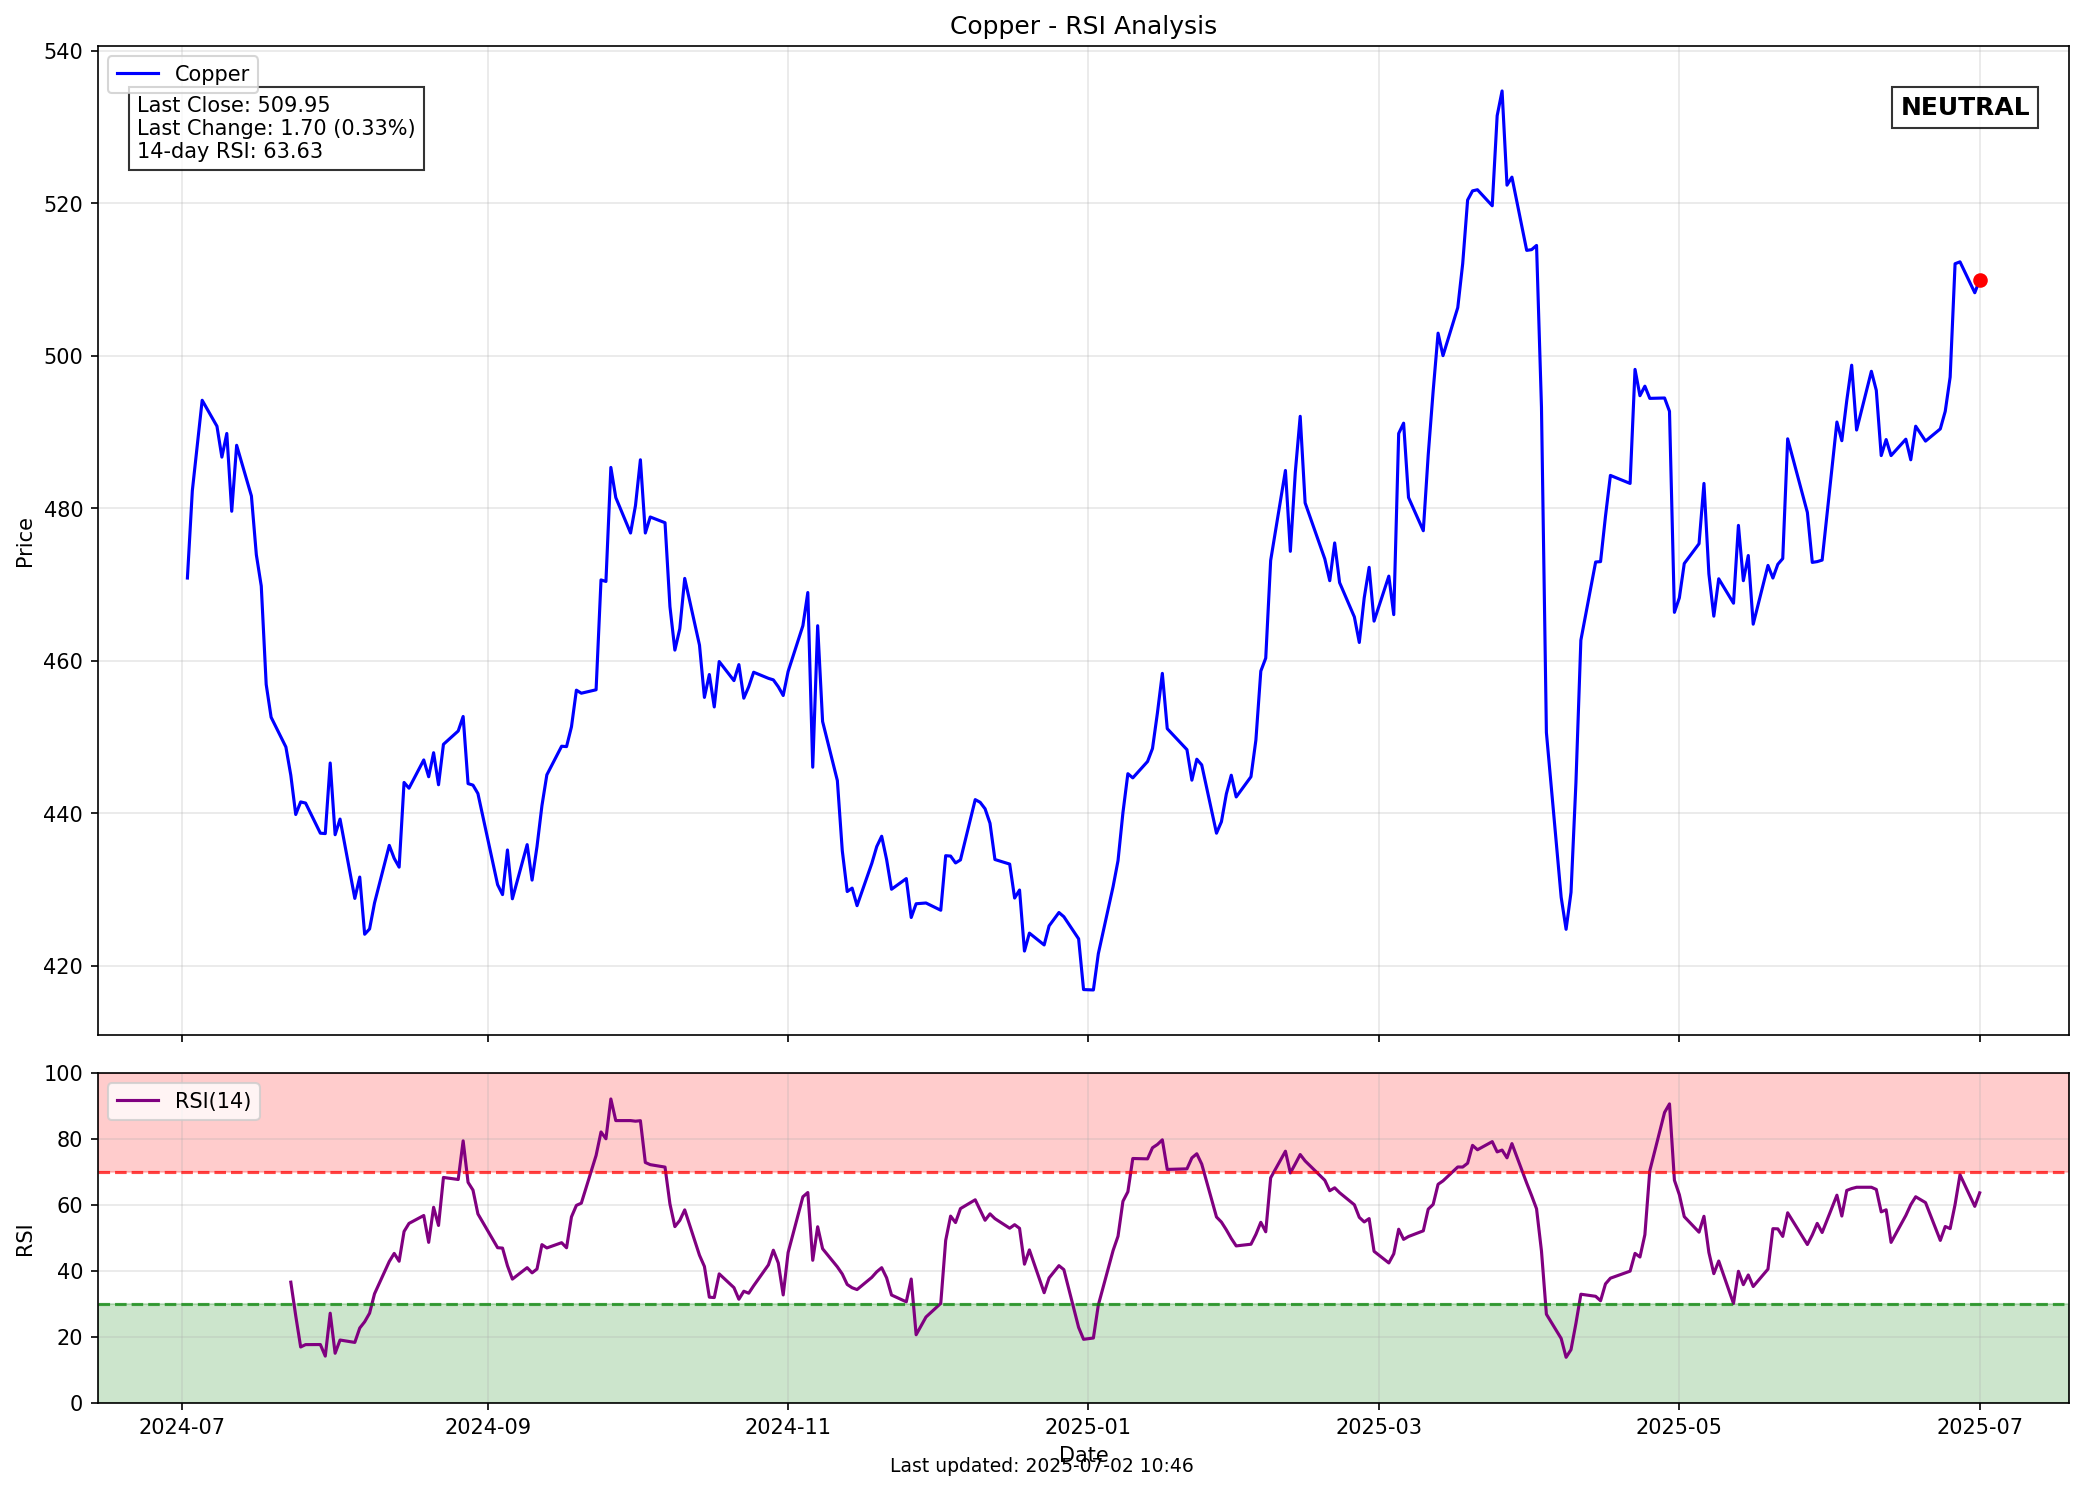 Copper - RSI Analysis
Copper
Last Close: 509.95
Last Change: 1.70 (0.33%)
14-day RSI: 63.63
NEUTRAL
Price
540
520
500
480
460
440
420
RSI(14)
RSI
100
80
60
40
20
0
2024-07
2024-09
2024-11
2025-01
2025-03
2025-05
2025-07
Date
Last updated: 2025-07-02 10:46